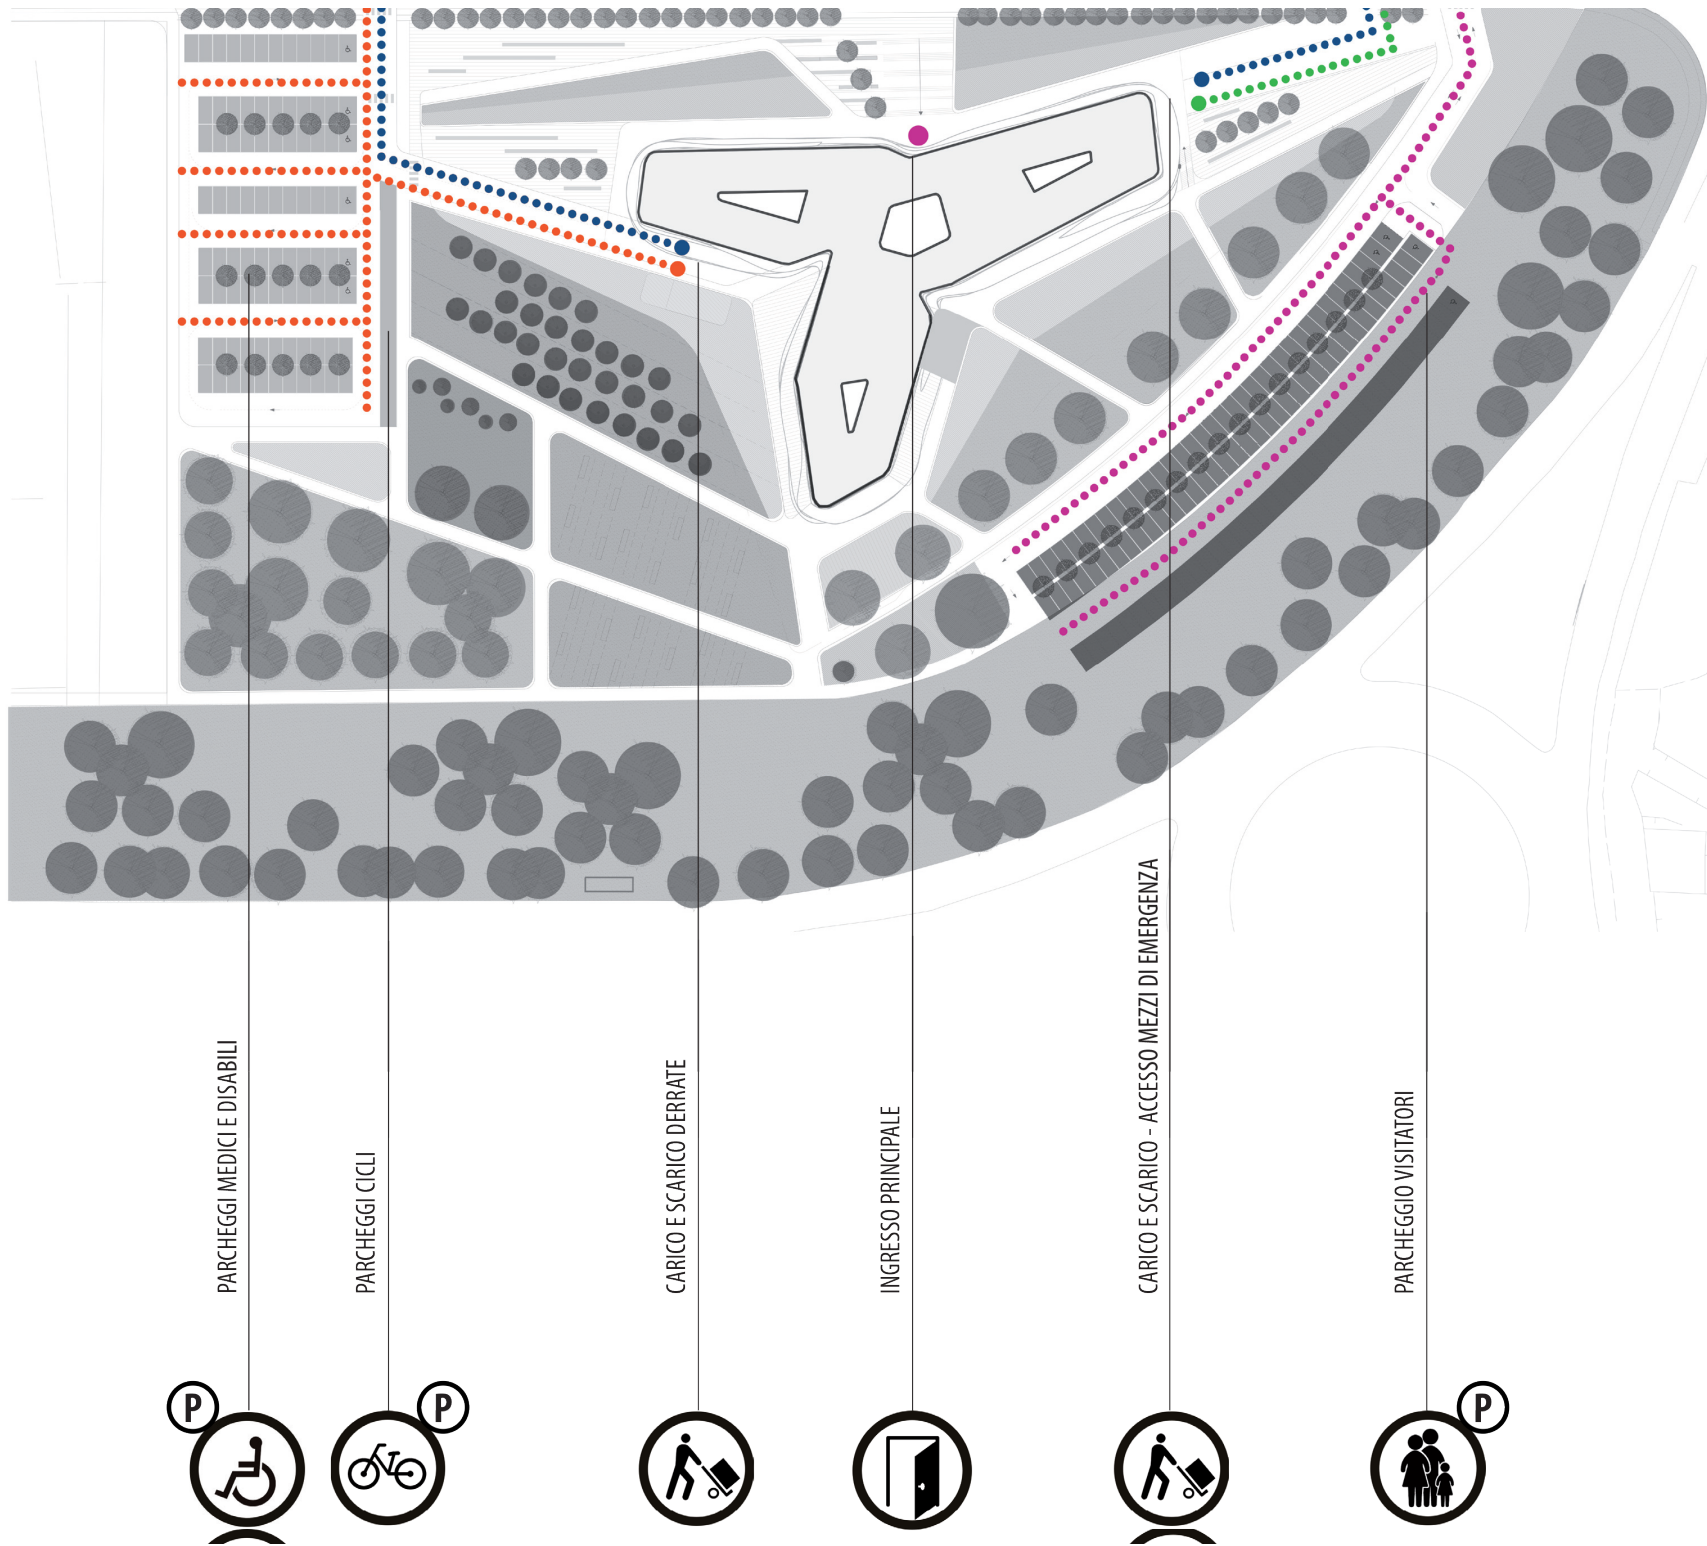 PARCHEGGI MEDICI E DISABILI
PARCHEGGI CICLI
CARICO E SCARICO DERRATE
INGRESSO PRINCIPALE
CARICO E SCARICO - ACCESSO MEZZI DI EMERGENZA
PARCHEGGIO VISITATORI
P
P
P